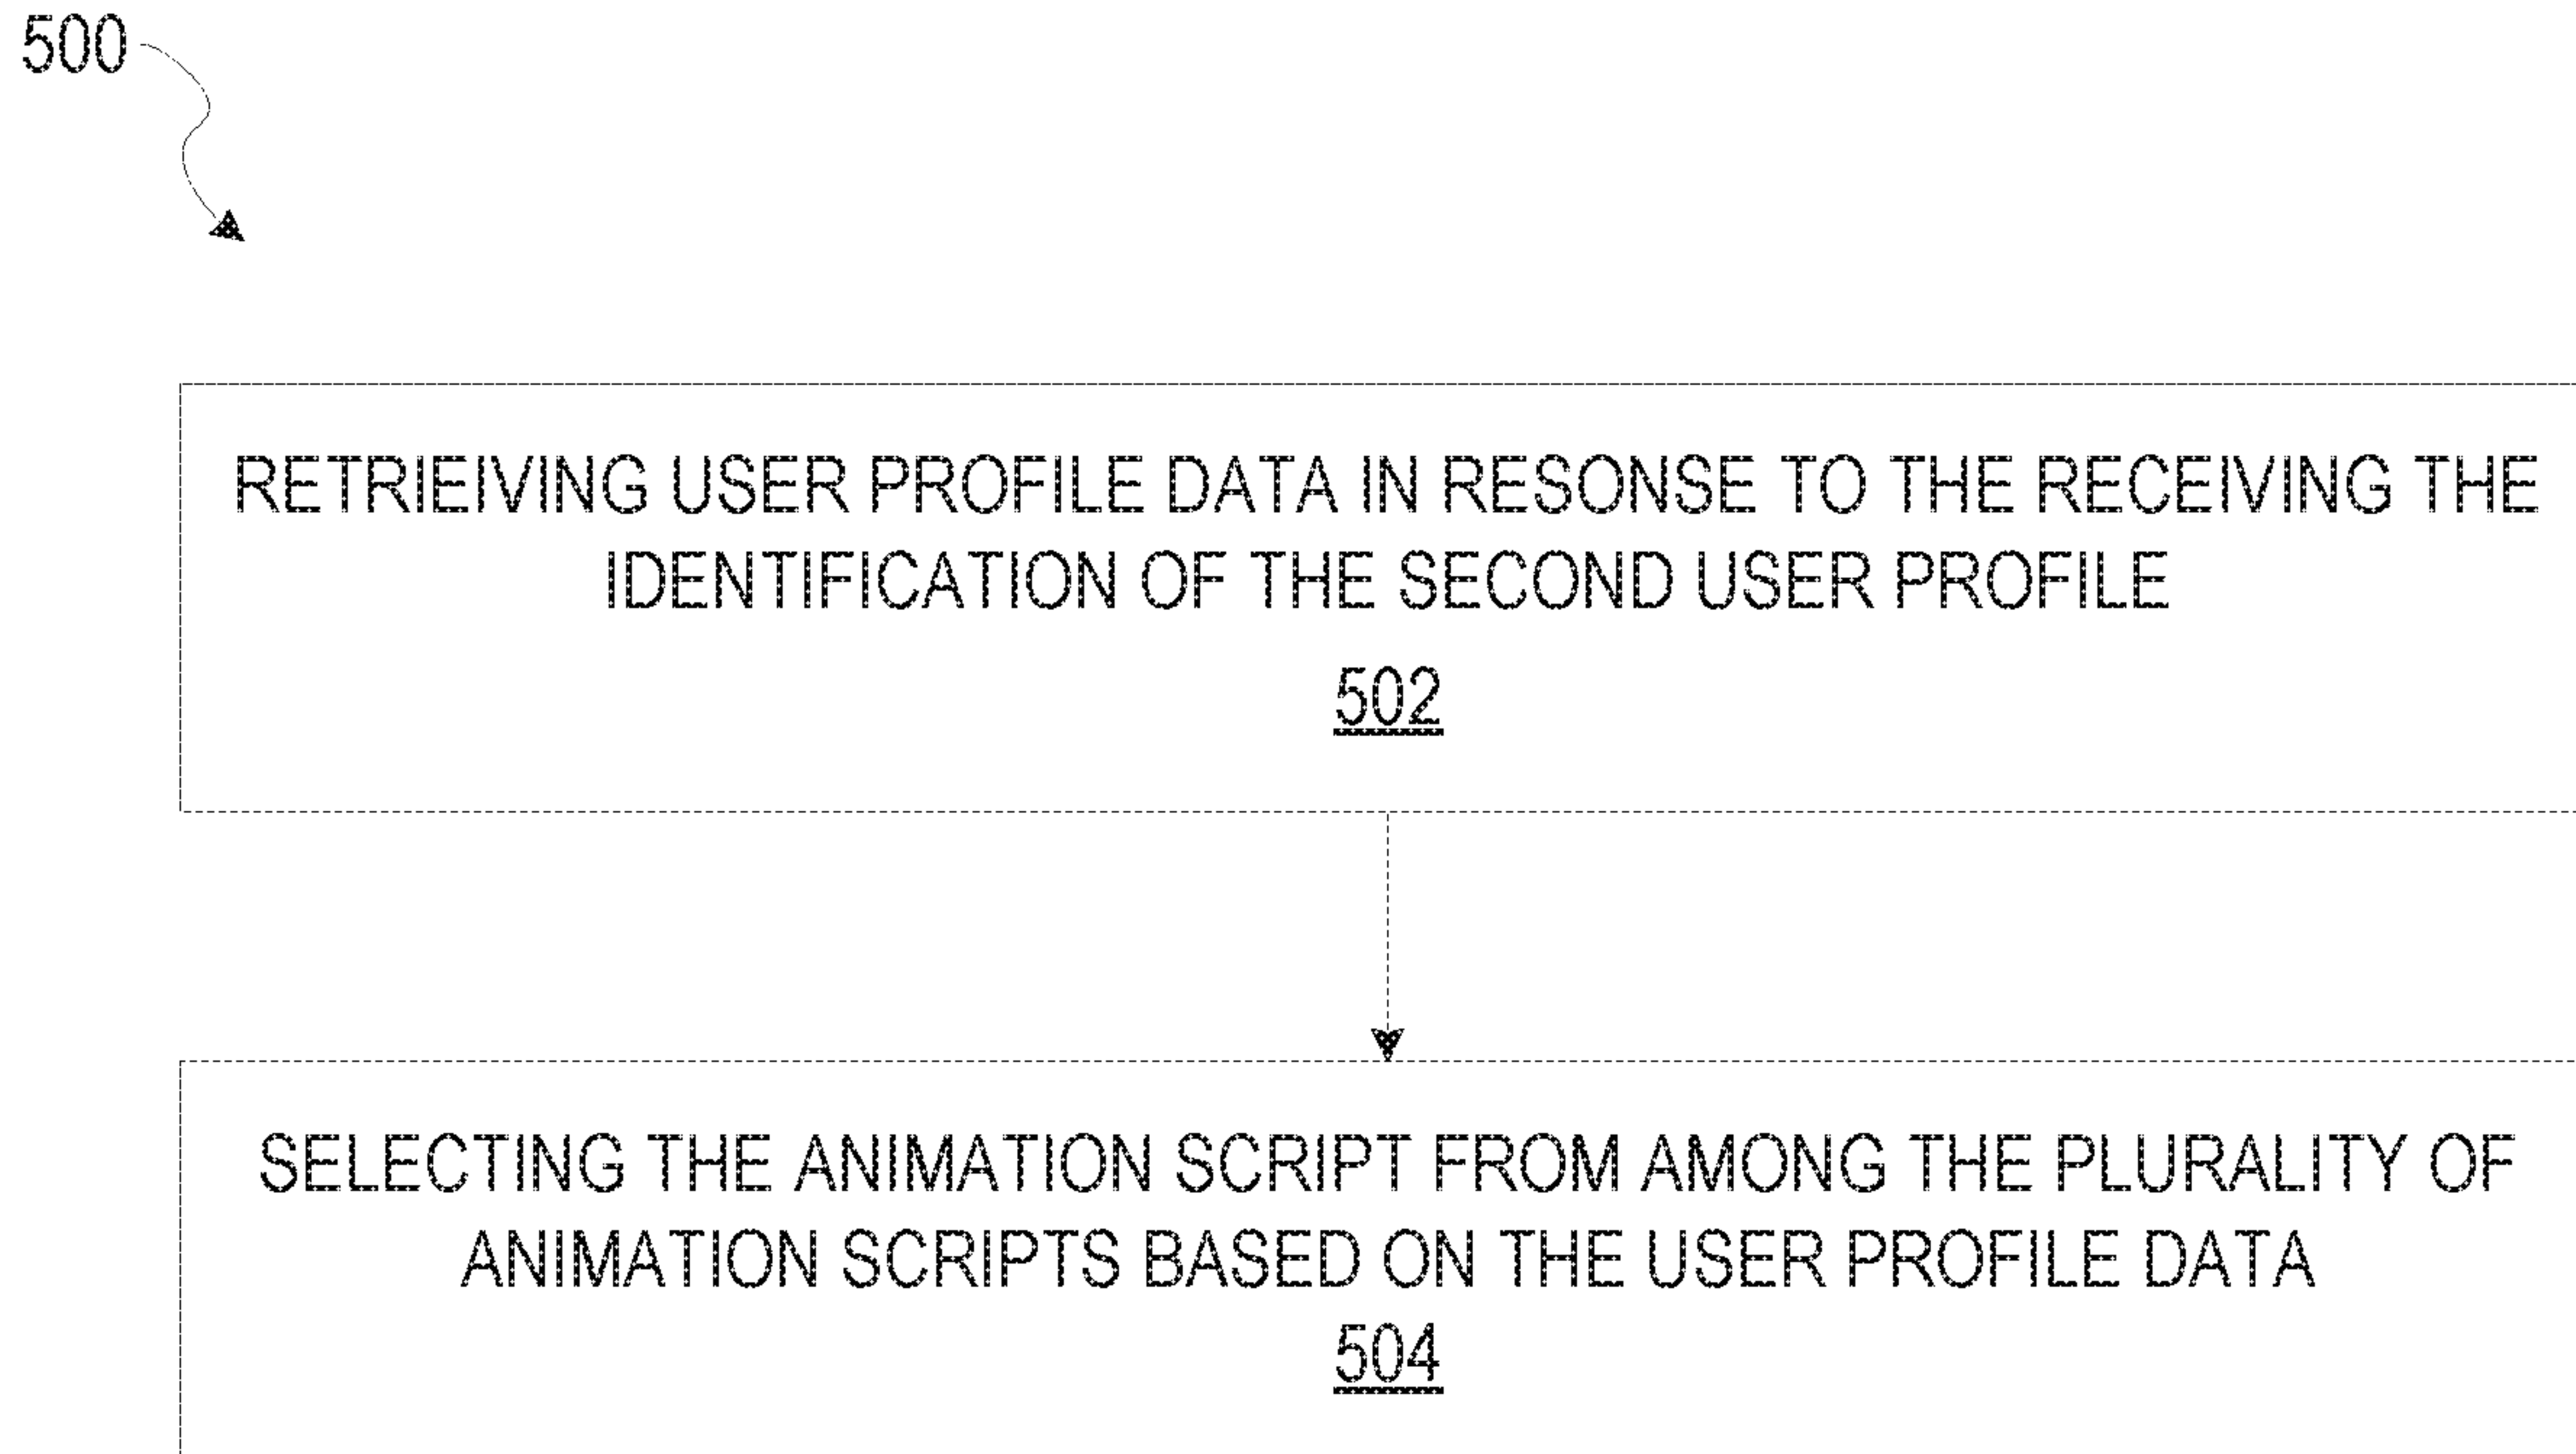 500
RETRIEIVING USER PROFILE DATA IN RESONSE TO THE RECEIVING THE
IDENTIFICATION OF THE SECOND USER PROFILE
502
SELECTING THE ANIMATION SCRIPT FROM AMONG THE PLURALITY OF
ANIMATION SCRIPTS BASED ON THE USER PROFILE DATA
504